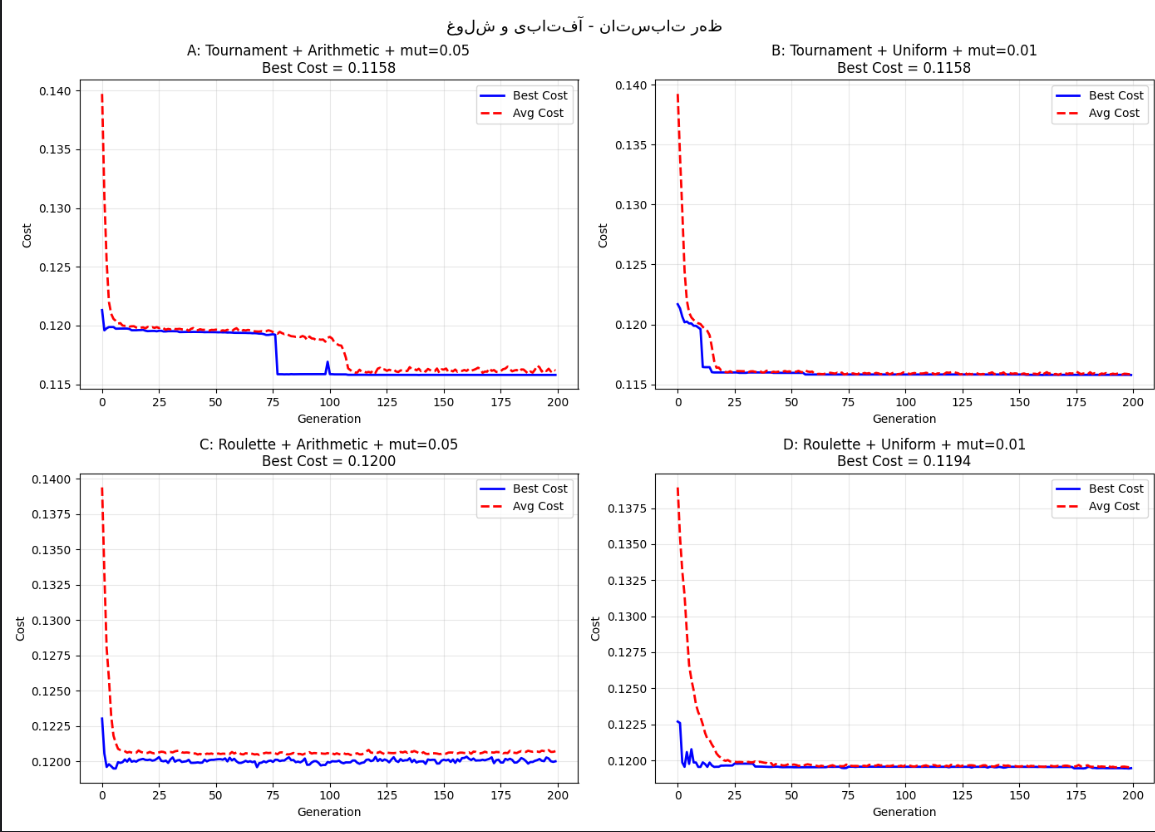 ظهر تابستان - آفتابی و شلوغ
A: Tournament + Arithmetic + mut=0.05
Best Cost = 0.1158
Best Cost
Avg Cost
0.140
0.135
0.130
0.125
0.120
0.115
Cost
0 25 50 75 100 125 150 175 200
Generation
B: Tournament + Uniform + mut=0.01
Best Cost = 0.1158
Best Cost
Avg Cost
0.140
0.135
0.130
0.125
0.120
0.115
Cost
0 25 50 75 100 125 150 175 200
Generation
C: Roulette + Arithmetic + mut=0.05
Best Cost = 0.1200
Best Cost
Avg Cost
0.1400
0.1375
0.1350
0.1325
0.1300
0.1275
0.1250
0.1225
0.1200
Cost
0 25 50 75 100 125 150 175 200
Generation
D: Roulette + Uniform + mut=0.01
Best Cost = 0.1194
Best Cost
Avg Cost
0.1375
0.1350
0.1325
0.1300
0.1275
0.1250
0.1225
0.1200
Cost
0 25 50 75 100 125 150 175 200
Generation